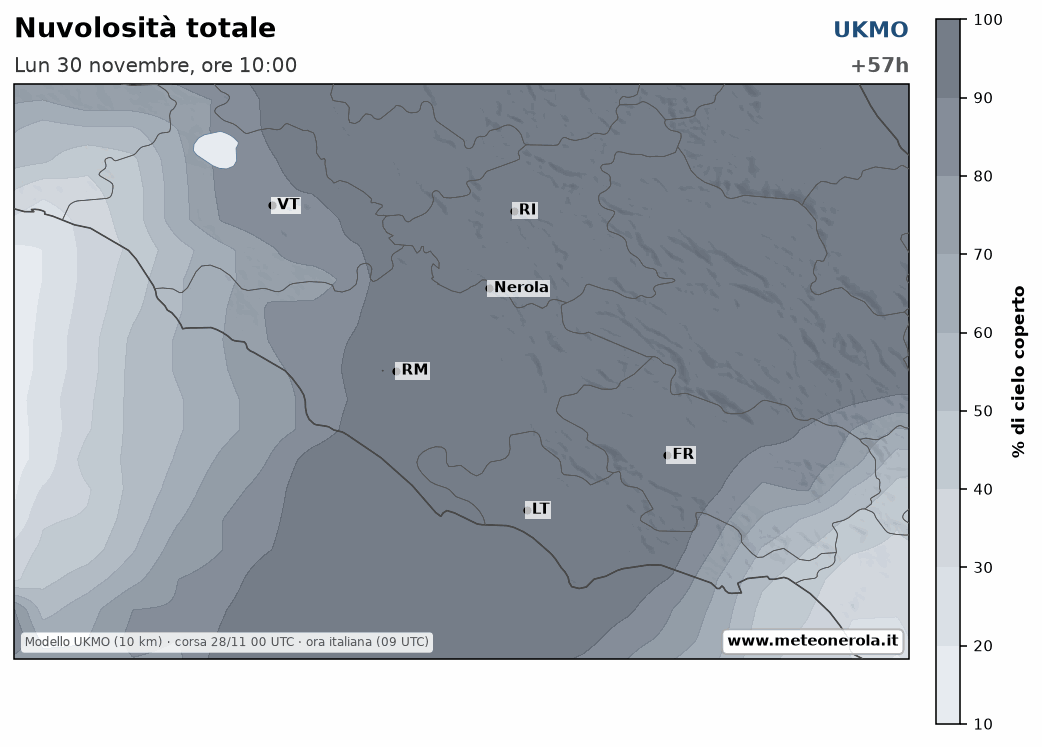 Nuvolosità totale
UKMO
Lun 30 novembre, ore 10:00
+57h
VT
RI
Nerola
RM
FR
LT
Modello UKMO (10 km) · corsa 28/11 00 UTC · ora italiana (09 UTC)
www.meteonerola.it
100
90
80
70
60
50
40
30
20
10
% di cielo coperto